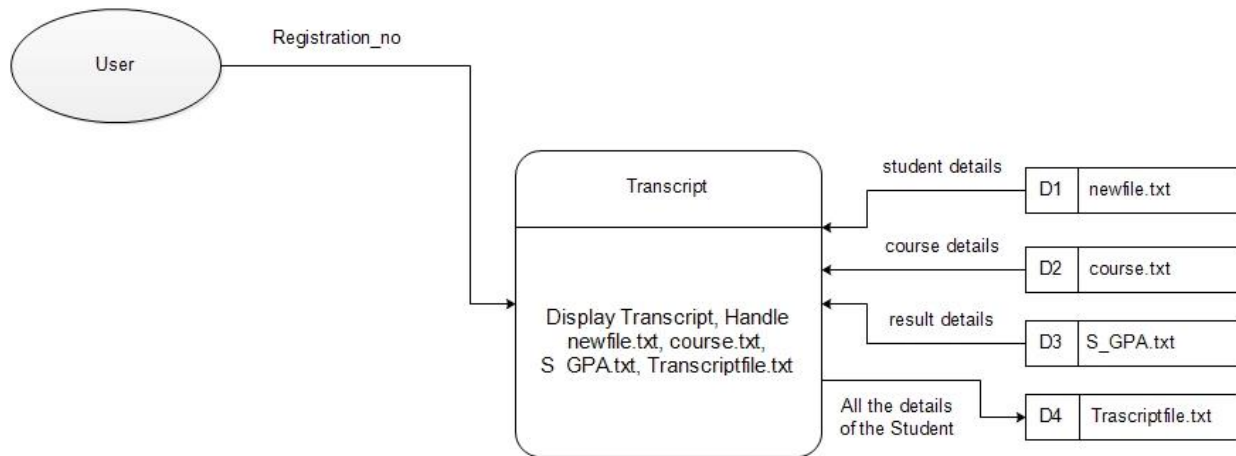 Registration_no
User
Transcript
Display Transcript, Handle
newfile.txt, course.txt,
S_GPA.txt, Transcriptfile.txt
student details
D1 newfile.txt
course details
D2 course.txt
result details
D3 S_GPA.txt
All the details
of the Student
D4 Trascriptfile.txt